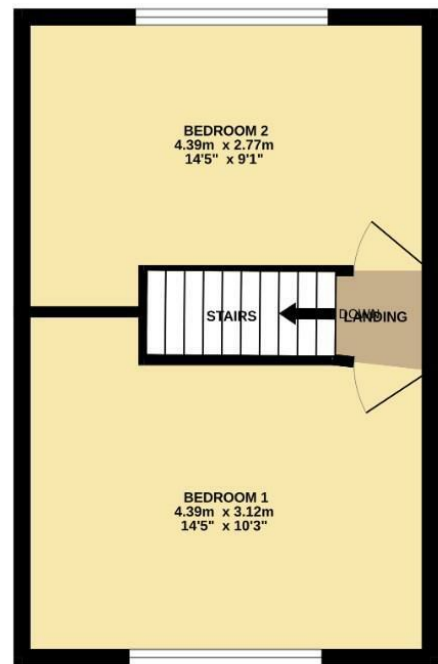 BEDROOM 2
4.39m x 2.77m
14'5" x 9'1"
STAIRS
DOWN
LANDING
BEDROOM 1
4.39m x 3.12m
14'5" x 10'3"